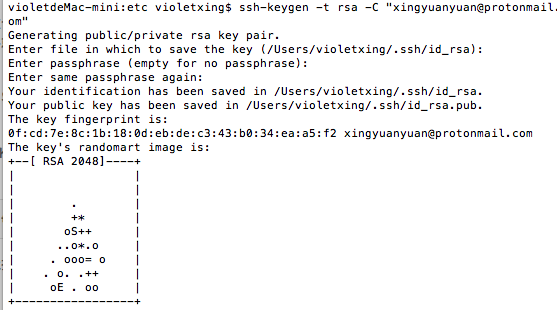 violetdeMac-mini:etc violetxing$ ssh-keygen -t rsa -C "xingyuanyuan@protonmail.c
om"
Generating public/private rsa key pair.
Enter file in which to save the key (/Users/violetxing/.ssh/id_rsa):
Enter passphrase (empty for no passphrase):
Enter same passphrase again:
Your identification has been saved in /Users/violetxing/.ssh/id_rsa.
Your public key has been saved in /Users/violetxing/.ssh/id_rsa.pub.
The key fingerprint is:
0f:cd:7e:8c:1b:18:0d:eb:de:c3:43:b0:34:ea:a5:f2 xingyuanyuan@protonmail.com
The key's randomart image is:
+--[ RSA 2048]----+
|                 |
|                 |
|        .        |
|        +*       |
|       oS++      |
|      ..o*.o     |
|     . ooo= o    |
|    . o. .++     |
|     oE . oo     |
+-----------------+